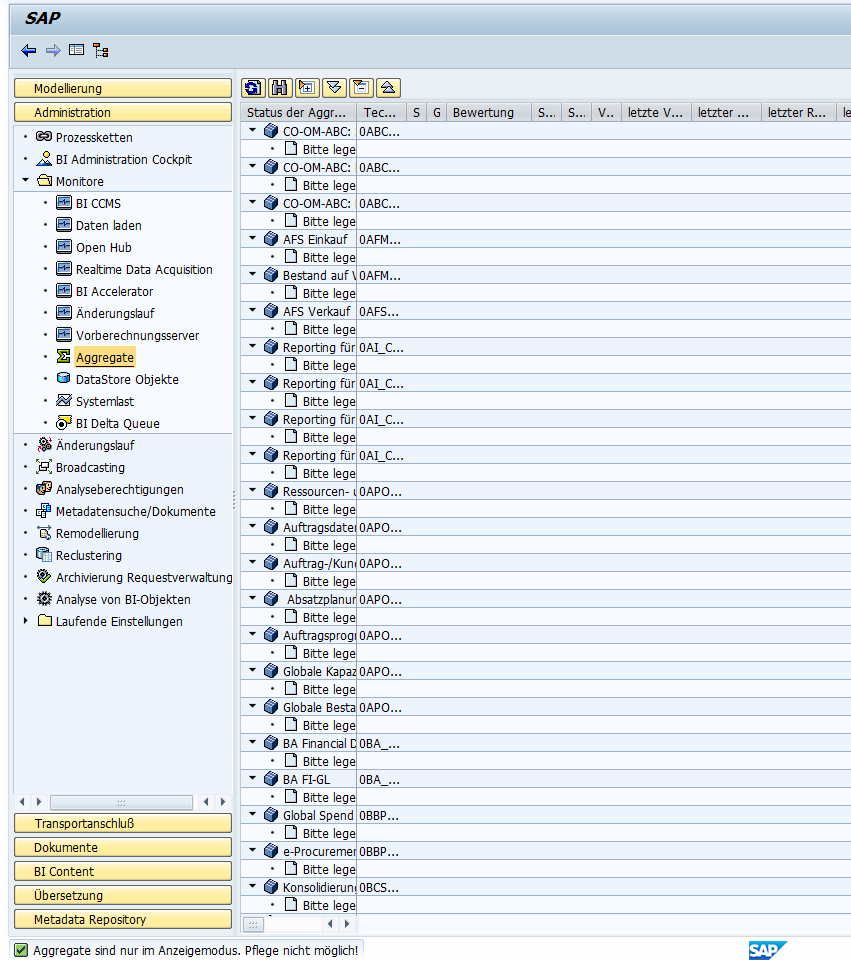 SAP
Modellierung
Administration
Prozessketten
BI Administration Cockpit
Monitore
BI CCMS
Daten laden
Open Hub
Realtime Data Acquisition
BI Accelerator
Änderungslauf
Vorberechnungsserver
Aggregate
DataStore Objekte
Systemlast
BI Delta Queue
Änderungslauf
Broadcasting
Analyseberechtigungen
Metadatensuche/Dokumente
Remodellierung
Reclustering
Archivierung Requestverwaltung
Analyse von BI-Objekten
Laufende Einstellungen
Transportanschluß
Dokumente
BI Content
Übersetzung
Metadata Repository
Status der Aggr... Tec... S G Bewertung S... S... V.. letzte V... letzter ... letzter R... le
CO-OM-ABC: 0ABC...
Bitte lege
CO-OM-ABC: 0ABC...
Bitte lege
CO-OM-ABC: 0ABC...
Bitte lege
AFS Einkauf 0AFM...
Bitte lege
Bestand auf V 0AFM...
Bitte lege
AFS Verkauf 0AFS...
Bitte lege
Reporting für 0AI_C...
Bitte lege
Reporting für 0AI_C...
Bitte lege
Reporting für 0AI_C...
Bitte lege
Reporting für 0AI_C...
Bitte lege
Ressourcen- u 0APO...
Bitte lege
Auftragsdaten 0APO...
Bitte lege
Auftrag-/Kund 0APO...
Bitte lege
Absatzplanun 0APO...
Bitte lege
Auftragsprog 0APO...
Bitte lege
Globale Kapaz 0APO...
Bitte lege
Globale Besta 0APO...
Bitte lege
BA Financial D 0BA_...
Bitte lege
BA FI-GL 0BA_...
Bitte lege
Global Spend 0BBP...
Bitte lege
e-Procuremen 0BBP...
Bitte lege
Konsolidierun 0BCS...
Bitte lege
Aggregate sind nur im Anzeigemodus. Pflege nicht möglich!
SAP